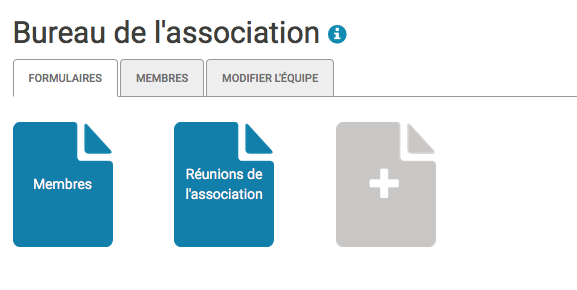 Bureau de l'association
FORMULAIRES
MEMBRES
MODIFIER L'ÉQUIPE
Membres
Réunions de
l'association